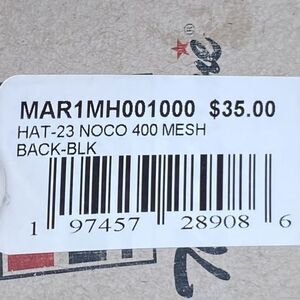 MAR1MH001000 $35.00
HAT-23 NOCO 400 MESH
BACK-BLK
1 97457 28908 6